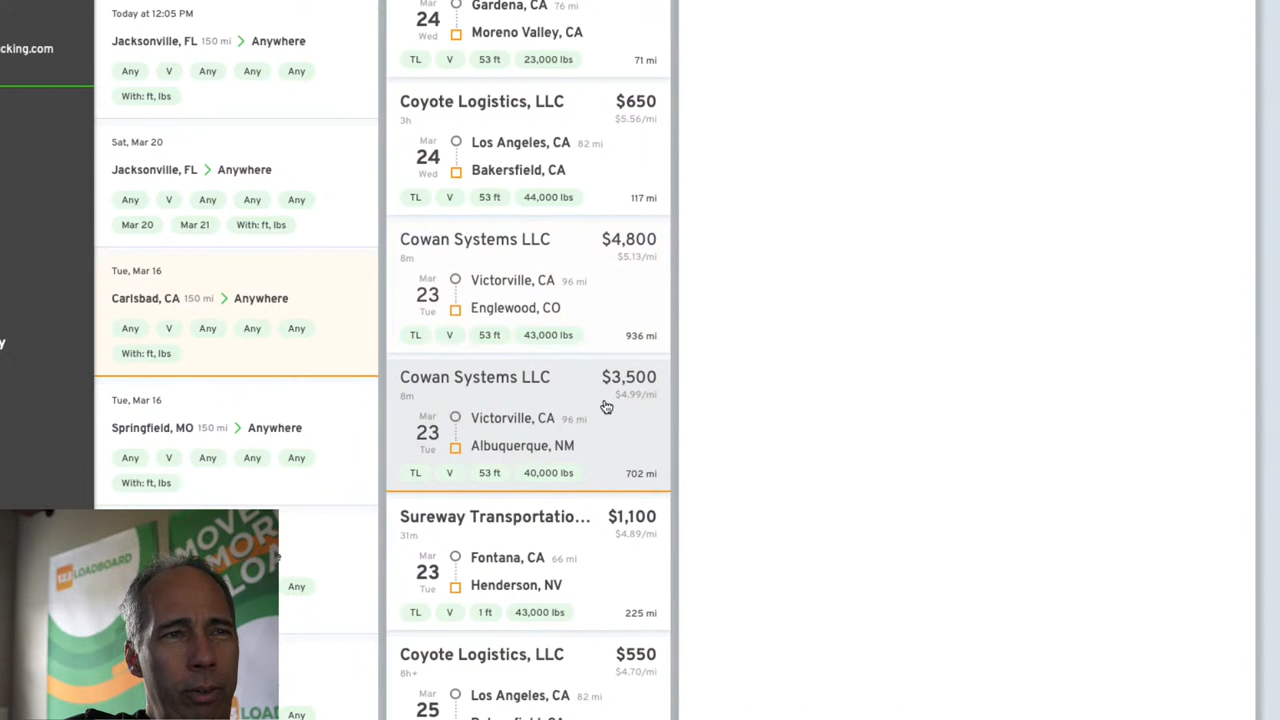 cking.com
y
Today at 12:05 PM
Jacksonville, FL 150 mi > Anywhere
Any V Any Any Any
With: ft, lbs
Sat, Mar 20
Jacksonville, FL > Anywhere
Any V Any Any Any
Mar 20 Mar 21 With: ft, lbs
Tue, Mar 16
Carlsbad, CA 150 mi > Anywhere
Any V Any Any Any
With: ft, lbs
Tue, Mar 16
Springfield, MO 150 mi > Anywhere
Any V Any Any Any
With: ft, lbs
Any
Any
Gardena, CA 76 mi
Mar
24
Wed
Moreno Valley, CA
TL V 53 ft 23,000 lbs 71 mi
Coyote Logistics, LLC $650
3h $5.56/mi
Mar
24
Wed
Los Angeles, CA 82 mi
Bakersfield, CA
TL V 53 ft 44,000 lbs 117 mi
Cowan Systems LLC $4,800
8m $5.13/mi
Mar
23
Tue
Victorville, CA 96 mi
Englewood, CO
TL V 53 ft 43,000 lbs 936 mi
Cowan Systems LLC $3,500
8m $4.99/mi
Mar
23
Tue
Victorville, CA 96 mi
Albuquerque, NM
TL V 53 ft 40,000 lbs 702 mi
Sureway Transportatio... $1,100
31m $4.89/mi
Mar
23
Tue
Fontana, CA 66 mi
Henderson, NV
TL V 1 ft 43,000 lbs 225 mi
Coyote Logistics, LLC $550
8h+ $4.70/mi
Mar
25
Los Angeles, CA 82 mi
123 LOADBOARD
MOVE
MORE
LOA
LOADB